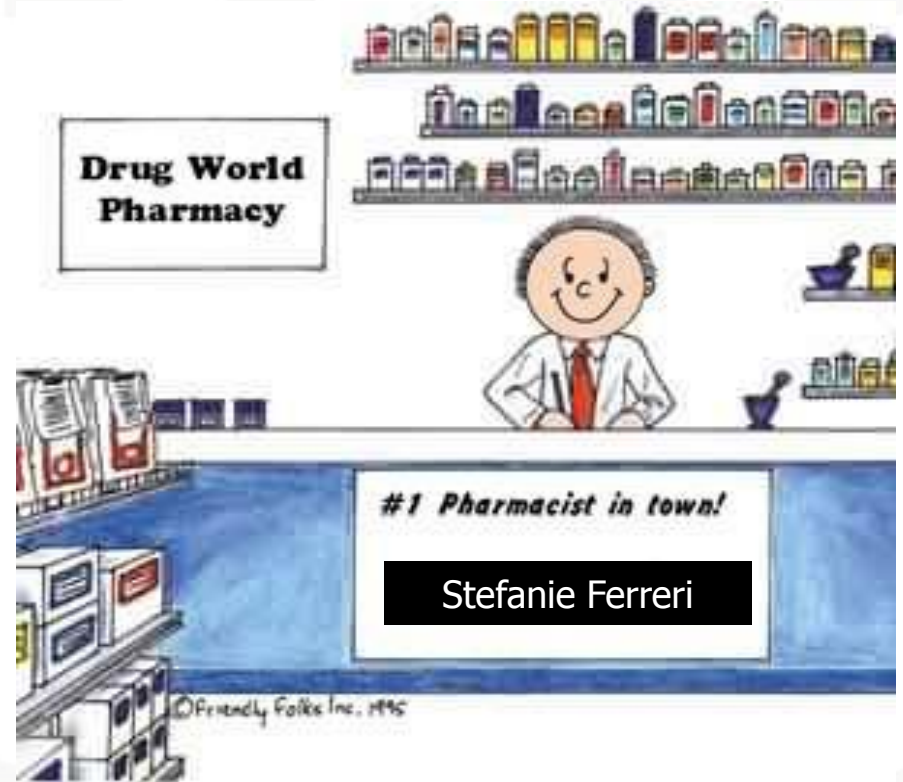 Drug World
Pharmacy
#1 Pharmacist in town!
Stefanie Ferreri
©Friendly Folks Inc. 1995